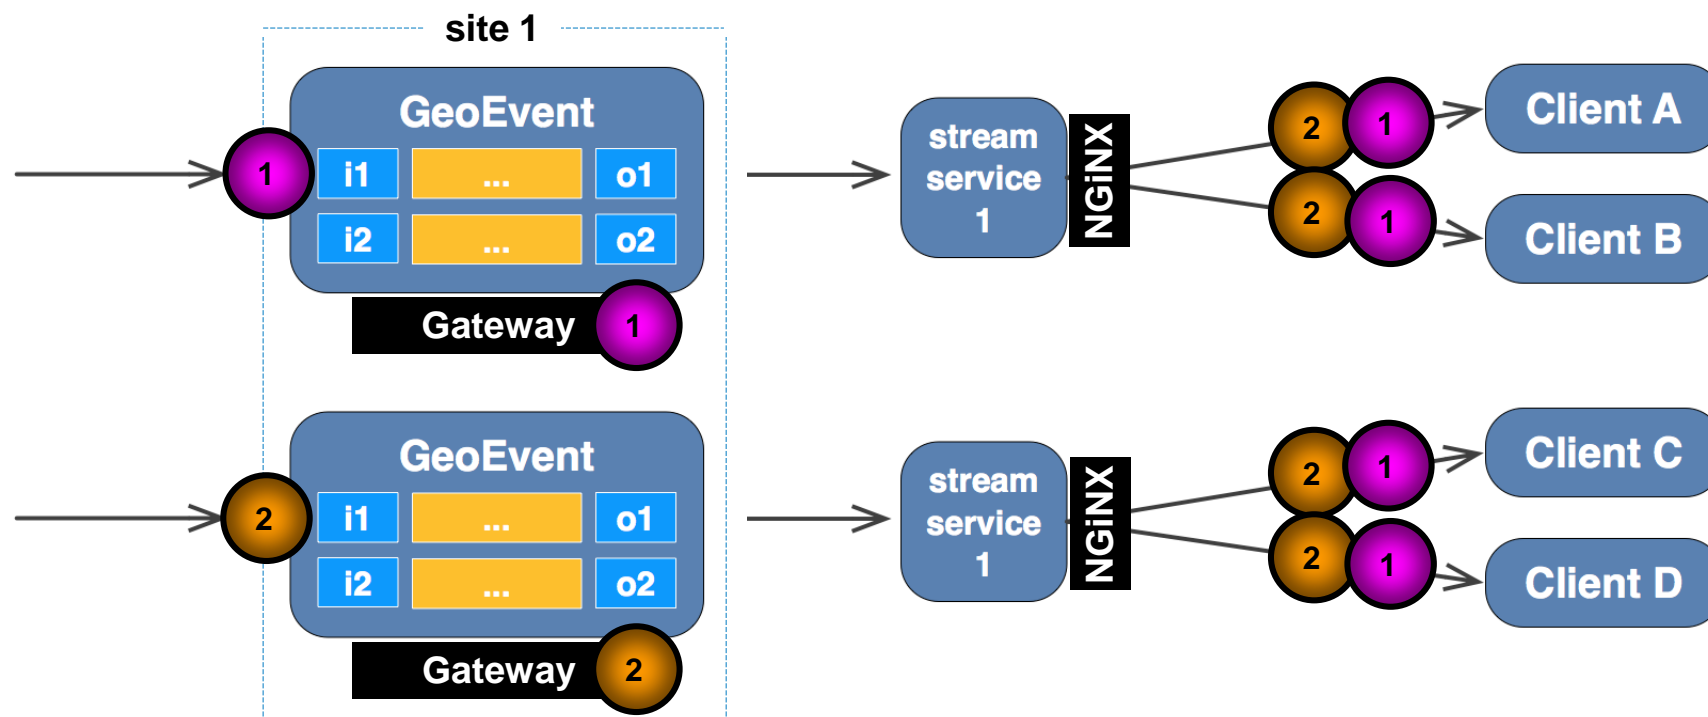 site 1
GeoEvent
1
i1 ... o1
i2 ... o2
Gateway 1
stream
service
1
NGiNX
2 1
Client A
2 1
Client B
GeoEvent
2
i1 ... o1
i2 ... o2
Gateway 2
stream
service
1
NGiNX
2 1
Client C
2 1
Client D